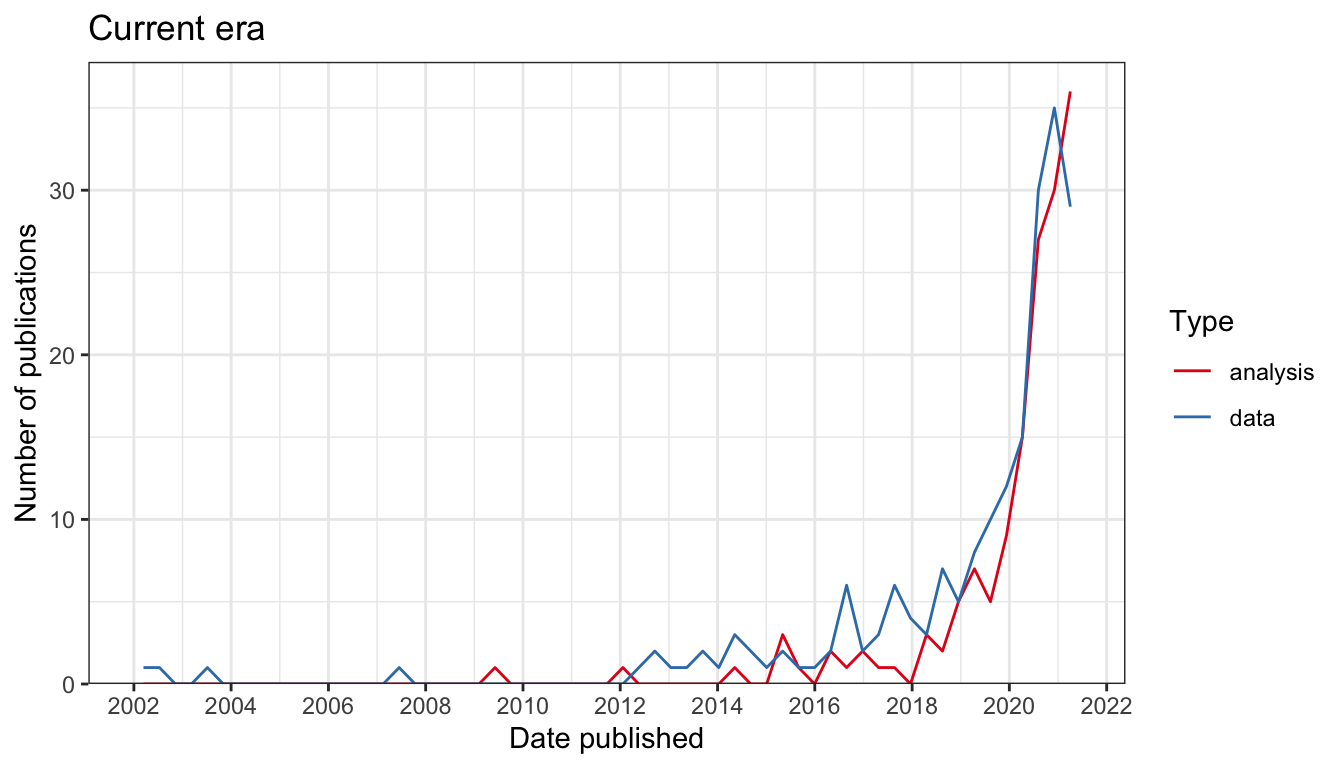 Current era
Number of publications
30
20
10
0
2002 2004 2006 2008 2010 2012 2014 2016 2018 2020 2022
Date published
Type
analysis
data